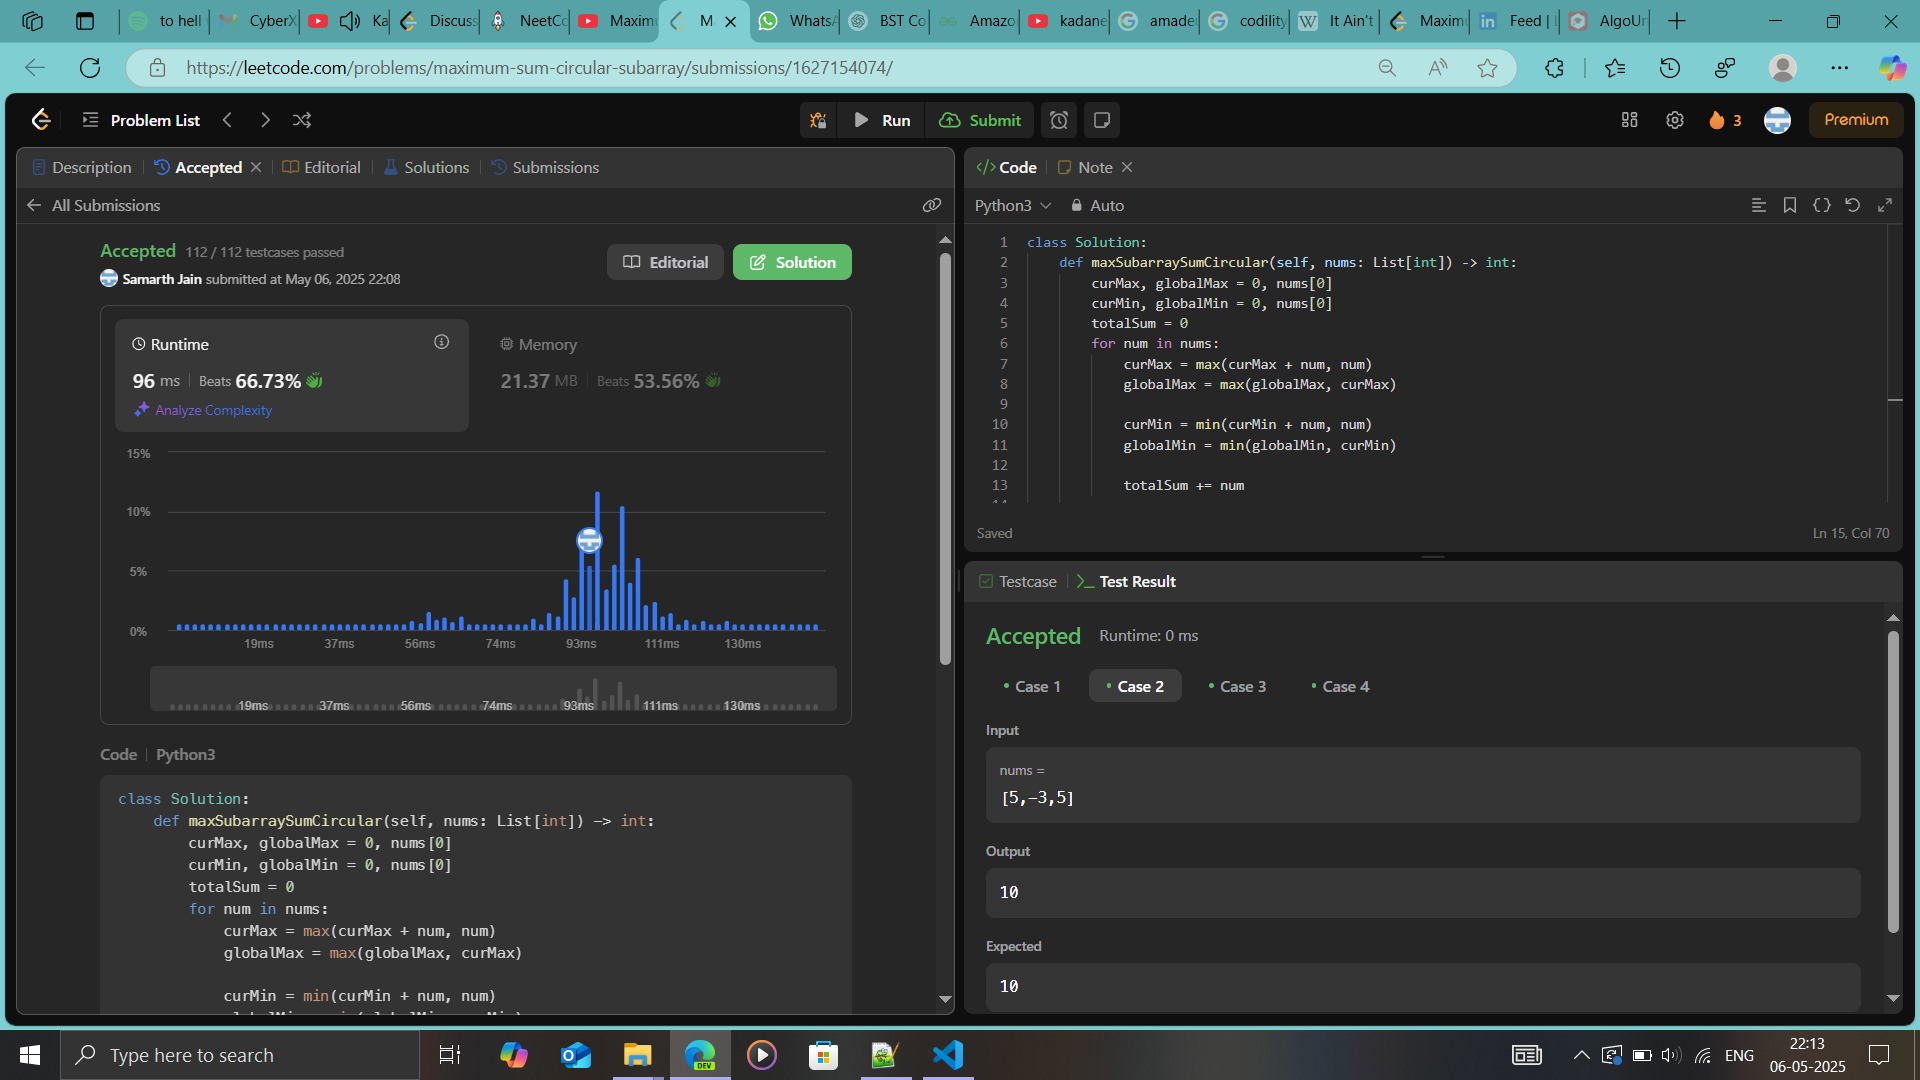 to hell
CyberX
Ka
Discuss
NeetCo
Maximu
M
WhatsA
BST Co
Amazo
kadane
amade
codility
It Ain't
Maximu
Feed | L
AlgoUn
https://leetcode.com/problems/maximum-sum-circular-subarray/submissions/1627154074/
Problem List
Run
Submit
3
Premium
Description
Accepted
Editorial
Solutions
Submissions
All Submissions
Accepted 112 / 112 testcases passed
Samarth Jain submitted at May 06, 2025 22:08
Editorial
Solution
Runtime
96 ms Beats 66.73%
Analyze Complexity
Memory
21.37 MB Beats 53.56%
15%
10%
5%
0%
19ms 37ms 56ms 74ms 93ms 111ms 130ms
19ms 37ms 56ms 74ms 93ms 111ms 130ms
Code Python3
class Solution:
def maxSubarraySumCircular(self, nums: List[int]) -> int:
curMax, globalMax = 0, nums[0]
curMin, globalMin = 0, nums[0]
totalSum = 0
for num in nums:
curMax = max(curMax + num, num)
globalMax = max(globalMax, curMax)
curMin = min(curMin + num, num)
Code
Note
Python3
Auto
1 class Solution:
2 def maxSubarraySumCircular(self, nums: List[int]) -> int:
3 curMax, globalMax = 0, nums[0]
4 curMin, globalMin = 0, nums[0]
5 totalSum = 0
6 for num in nums:
7 curMax = max(curMax + num, num)
8 globalMax = max(globalMax, curMax)
9
10 curMin = min(curMin + num, num)
11 globalMin = min(globalMin, curMin)
12
13 totalSum += num
Saved
Ln 15, Col 70
Testcase
Test Result
Accepted Runtime: 0 ms
Case 1
Case 2
Case 3
Case 4
Input
nums =
[5,-3,5]
Output
10
Expected
10
Type here to search
DEV
ENG
22:13
06-05-2025